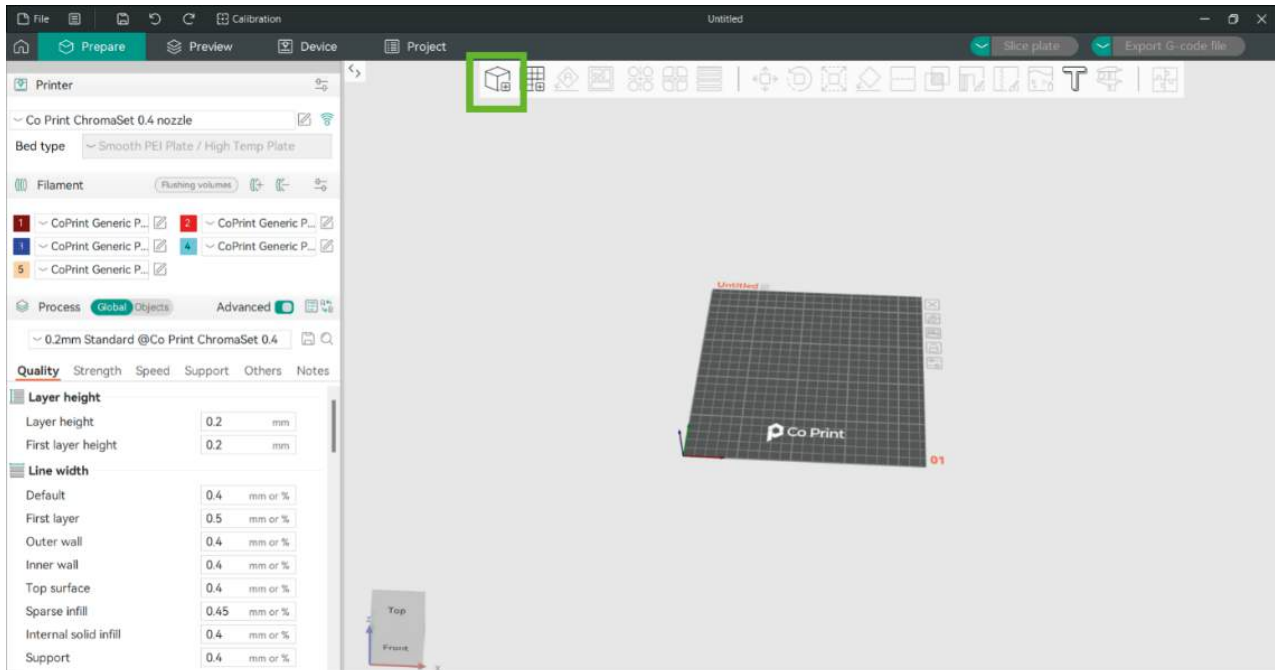 File Calibration Untitled
Prepare Preview Device Project Slice plate Export G-code file
Printer
Co Print ChromaSet 0.4 nozzle
Bed type Smooth PEI Plate / High Temp Plate
Filament Flushing volumes
1 CoPrint Generic P... 2 CoPrint Generic P...
3 CoPrint Generic P... 4 CoPrint Generic P...
5 CoPrint Generic P...
Process Global Objects Advanced
0.2mm Standard @Co Print ChromaSet 0.4
Quality Strength Speed Support Others Notes
Layer height
Layer height 0.2 mm
First layer height 0.2 mm
Line width
Default 0.4 mm or %
First layer 0.5 mm or %
Outer wall 0.4 mm or %
Inner wall 0.4 mm or %
Top surface 0.4 mm or %
Sparse infill 0.45 mm or %
Internal solid infill 0.4 mm or %
Support 0.4 mm or %
Untitled
Co Print
01
Top
Front
z
x